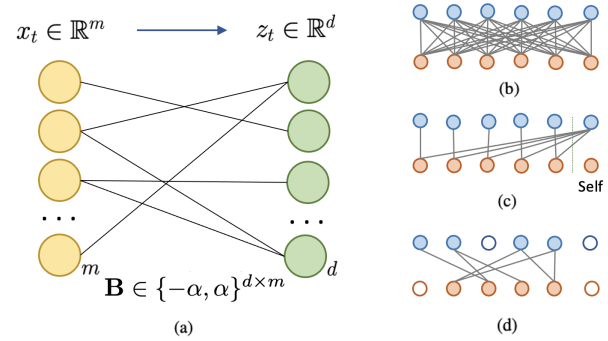 x_t ∈ ℝ^m → z_t ∈ ℝ^d
. . .
. . .
m
d
B ∈ {−α, α}^{d×m}
(a)
(b)
Self
(c)
(d)